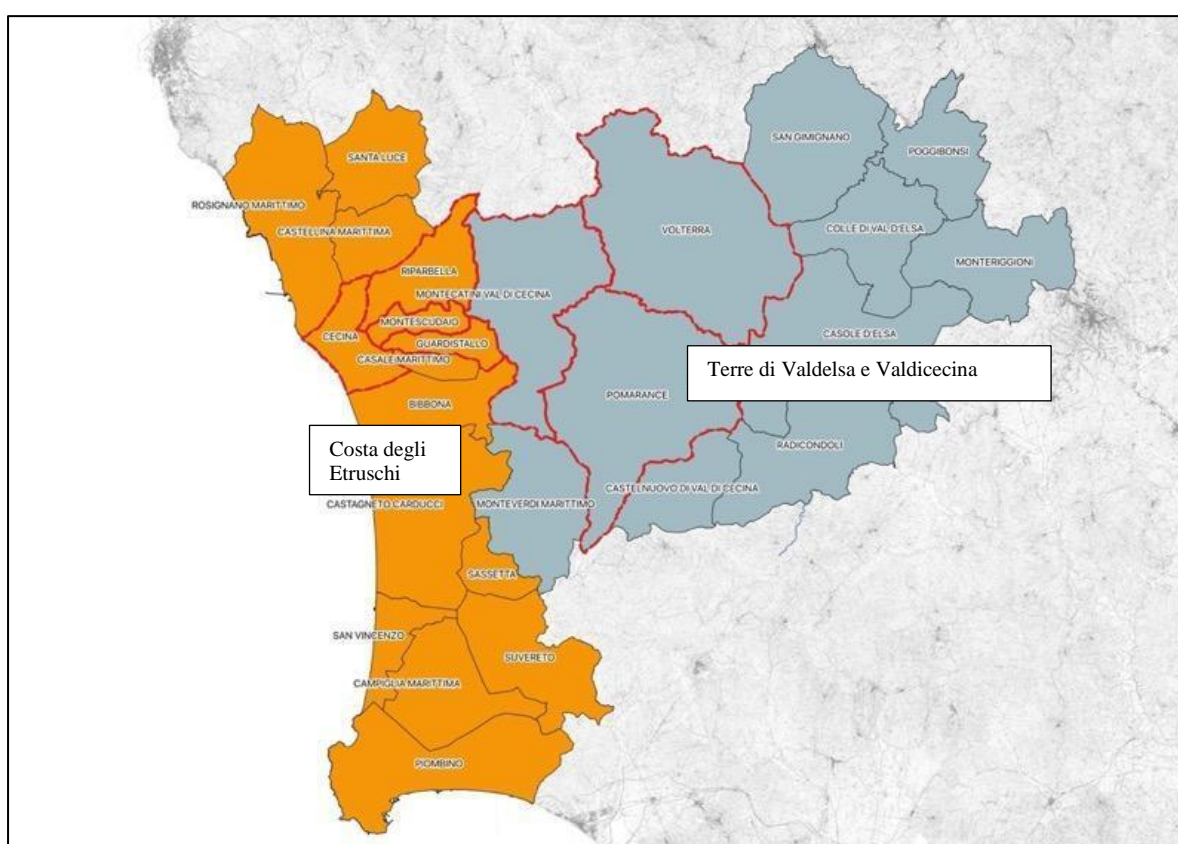 SAN GIMIGNANO
POGGIBONSI
SANTA LUCE
ROSIGNANO MARITTIMO
CASTELLINA MARITTIMA
VOLTERRA
COLLE DI VAL D'ELSA
MONTERIGGIONI
RIPARBELLA
MONTECATINI VAL DI CECINA
MONTESCUDAIO
CECINA
GUARDISTALLO
CASALE MARITTIMO
CASOLE D'ELSA
Terre di Valdelsa e Valdicecina
POMARANCE
BIBBONA
Costa degli
Etruschi
RADICONDOLI
CASTELNUOVO DI VAL DI CECINA
MONTEVERDI MARITTIMO
CASTAGNETO CARDUCCI
SASSETTA
SAN VINCENZO
SUVERETO
CAMPIGLIA MARITTIMA
PIOMBINO